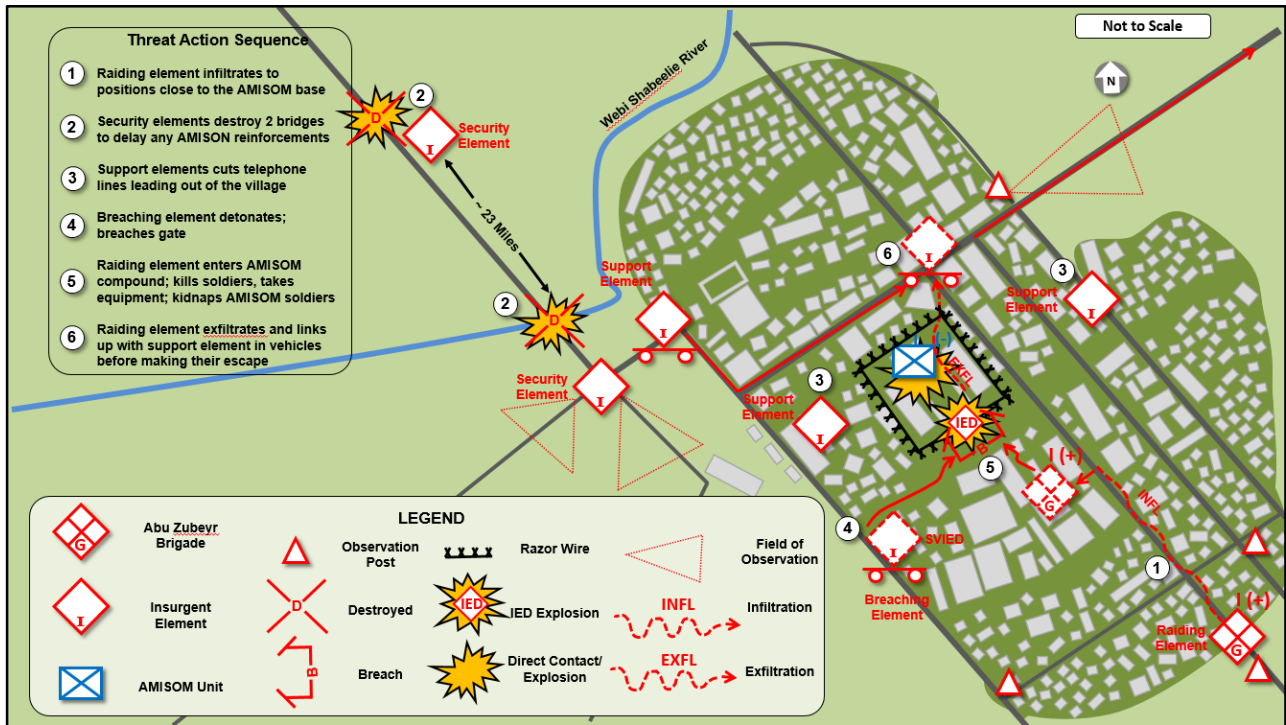 Threat Action Sequence
1 Raiding element infiltrates to
positions close to the AMISOM base
2 Security elements destroy 2 bridges
to delay any AMISON reinforcements
3 Support elements cuts telephone
lines leading out of the village
4 Breaching element detonates;
breaches gate
5 Raiding element enters AMISOM
compound; kills soldiers, takes
equipment; kidnaps AMISOM soldiers
6 Raiding element exfiltrates and links
up with support element in vehicles
before making their escape
Not to Scale
N
Webi Shabeelie River
D
2
I
Security
Element
~ 23 Miles
2
D
Security
Element
I
Support
Element
I
6
I
3
Support
Element
I
3
Support
Element
I
(-)
EXFL
IED
B
5
I (+)
G
INFL
4
SVIED
I
Breaching
Element
1
I (+)
Raiding
Element
G
LEGEND
G
Abu Zubeyr
Brigade
Observation
Post
Razor Wire
Field of
Observation
I
Insurgent
Element
D
Destroyed
IED
IED Explosion
INFL
Infiltration
AMISOM Unit
B
Breach
Direct Contact/
Explosion
EXFL
Exfiltration